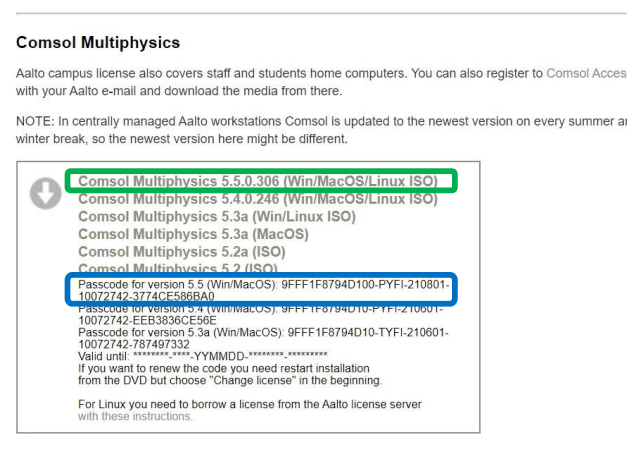 Comsol Multiphysics
Aalto campus license also covers staff and students home computers. You can also register to Comsol Acces
with your Aalto e-mail and download the media from there.
NOTE: In centrally managed Aalto workstations Comsol is updated to the newest version on every summer a
winter break, so the newest version here might be different.
Comsol Multiphysics 5.5.0.306 (Win/MacOS/Linux ISO)
Comsol Multiphysics 5.4.0.246 (Win/MacOS/Linux ISO)
Comsol Multiphysics 5.3a (Win/Linux ISO)
Comsol Multiphysics 5.3a (MacOS)
Comsol Multiphysics 5.2a (ISO)
Comsol Multiphysics 5.2 (ISO)
Passcode for version 5.5 (Win/MacOS): 9FFF1F8794D100-PYFI-210801-
10072742-3774CE586BA0
Passcode for version 5.4 (Win/MacOS): 9FFF1F8794D10-PYFI-210601-
10072742-EEB3836CE56E
Passcode for version 5.3a (Win/MacOS): 9FFF1F8794D10-TYFI-210601-
10072742-787497332
Valid until: ********-****-YYMMDD-********-*********
If you want to renew the code you need restart installation
from the DVD but choose "Change license" in the beginning.
For Linux you need to borrow a license from the Aalto license server
with these instructions.